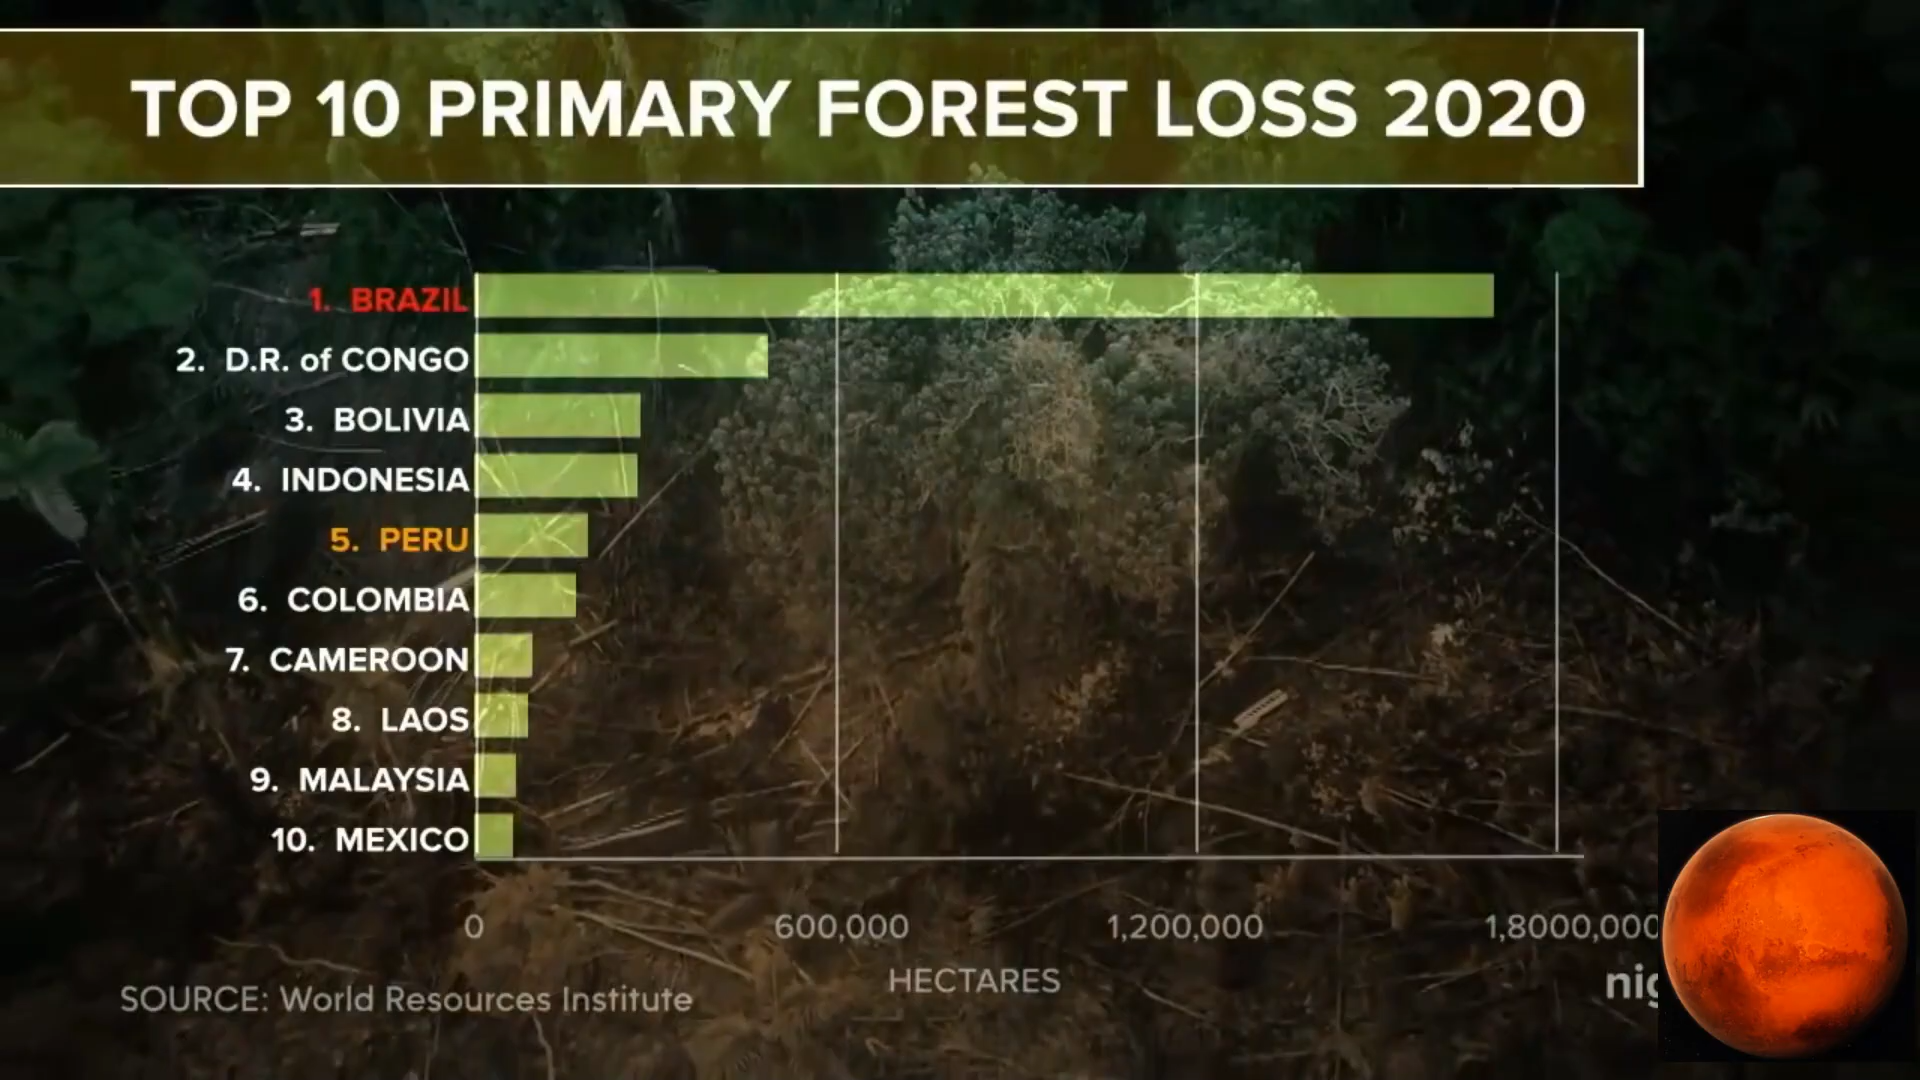 TOP 10 PRIMARY FOREST LOSS 2020
1. BRAZIL
2. D.R. of CONGO
3. BOLIVIA
4. INDONESIA
5. PERU
6. COLOMBIA
7. CAMEROON
8. LAOS
9. MALAYSIA
10. MEXICO
0 600,000 1,200,000 1,8000,000
HECTARES
SOURCE: World Resources Institute